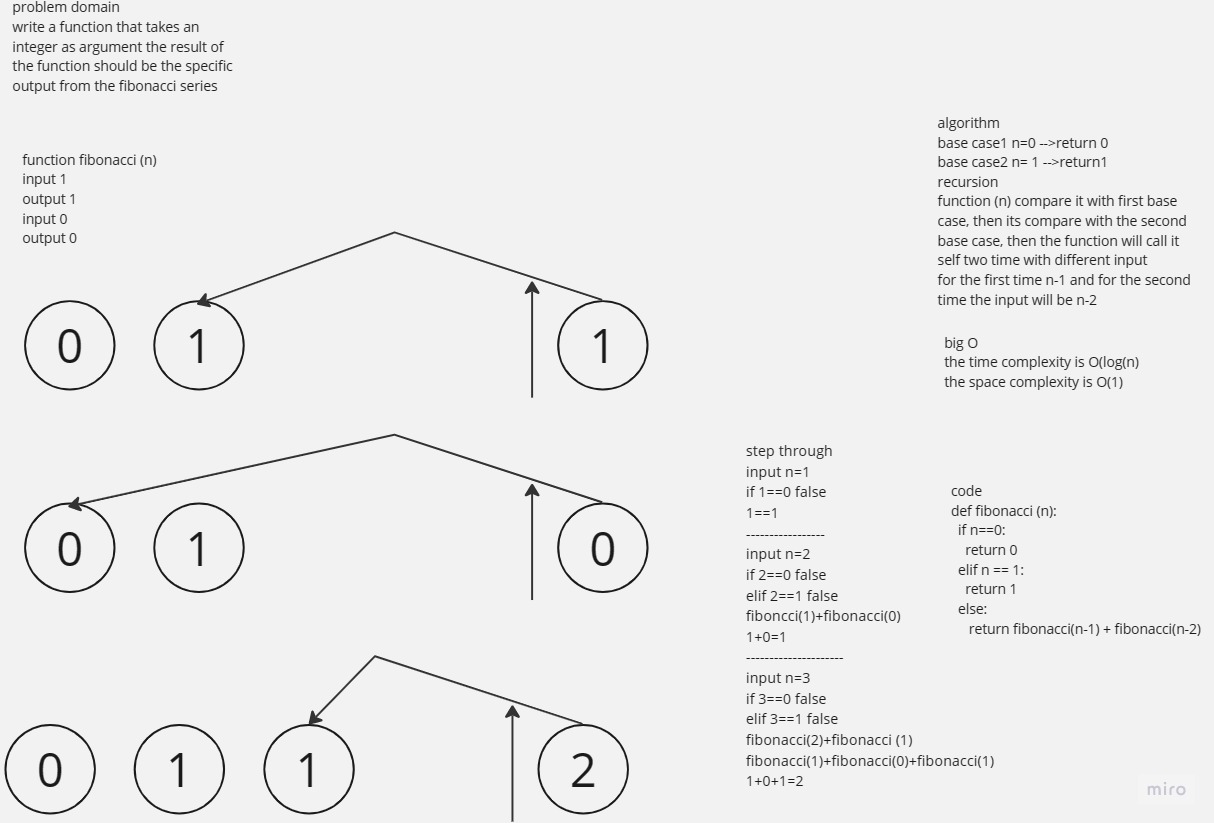 problem domain
write a function that takes an
integer as argument the result of
the function should be the specific
output from the fibonacci series
function fibonacci (n)
input 1
output 1
input 0
output 0
0 1 1
0 1 0
0 1 1 2
algorithm
base case1 n=0 -->return 0
base case2 n= 1 -->return1
recursion
function (n) compare it with first base
case, then its compare with the second
base case, then the function will call it
self two time with different input
for the first time n-1 and for the second
time the input will be n-2
big O
the time complexity is O(log(n)
the space complexity is O(1)
step through
input n=1
if 1==0 false
1==1
-----------------
input n=2
if 2==0 false
elif 2==1 false
fiboncci(1)+fibonacci(0)
1+0=1
---------------------
input n=3
if 3==0 false
elif 3==1 false
fibonacci(2)+fibonacci (1)
fibonacci(1)+fibonacci(0)+fibonacci(1)
1+0+1=2
code
def fibonacci (n):
if n==0:
return 0
elif n == 1:
return 1
else:
return fibonacci(n-1) + fibonacci(n-2)
miro